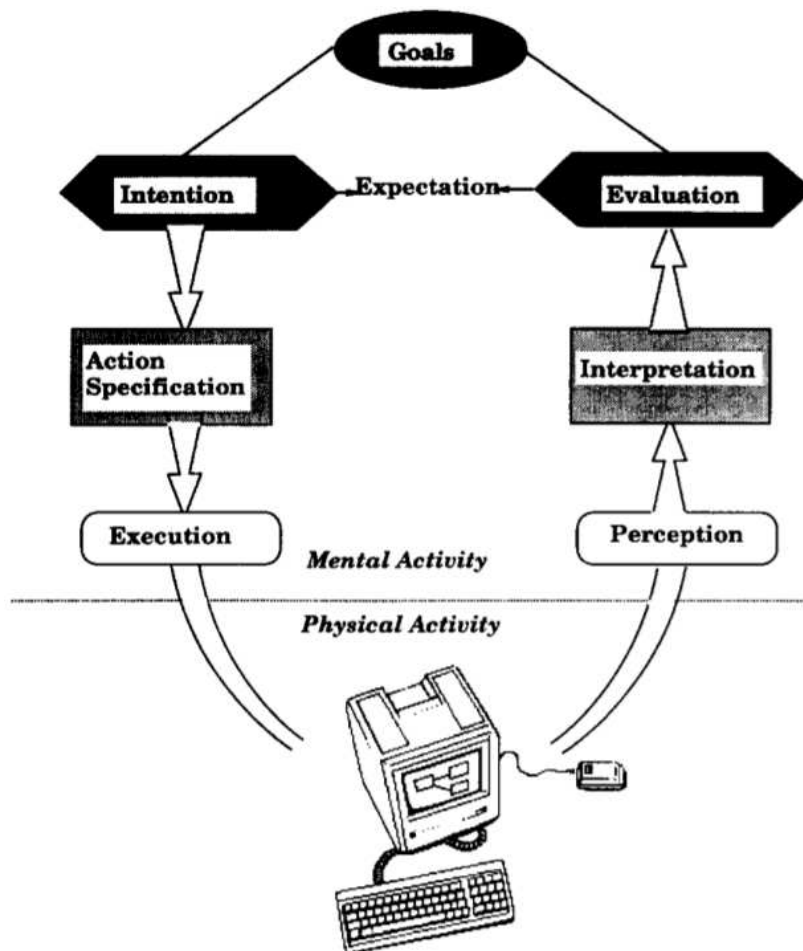 Goals
Intention
Expectation
Evaluation
Action
Specification
Interpretation
Execution
Perception
Mental Activity
Physical Activity